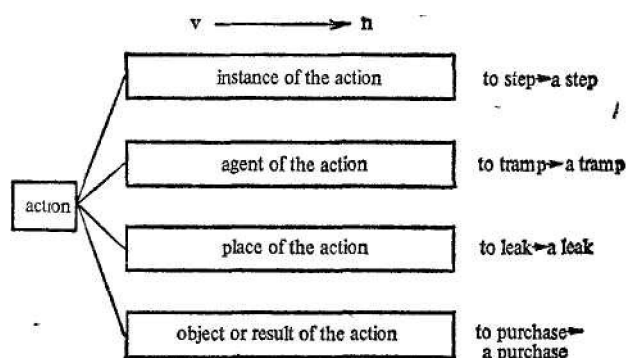 v → n
instance of the action to step→a step
agent of the action to tramp→a tramp
action
place of the action to leak→a leak
object or result of the action to purchase→
a purchase